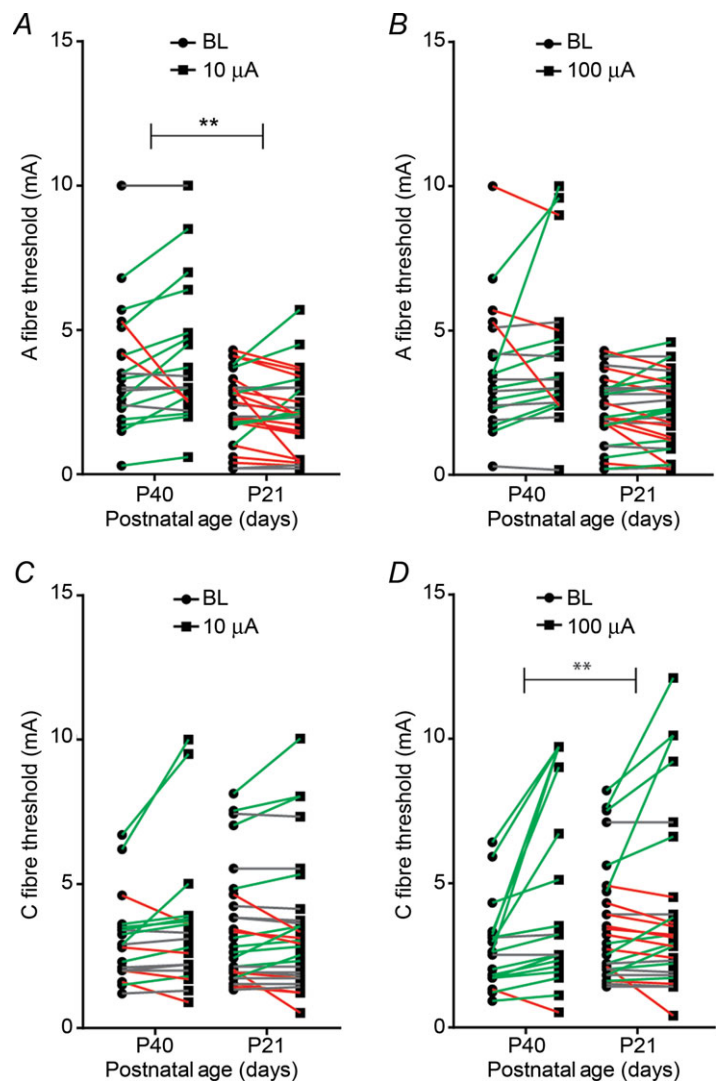 A
15
BL
10 μA
**
10
5
0
A fibre threshold (mA)
P40 P21
Postnatal age (days)
B
15
BL
100 μA
10
5
0
A fibre threshold (mA)
P40 P21
Postnatal age (days)
C
15
BL
10 μA
10
5
0
C fibre threshold (mA)
P40 P21
Postnatal age (days)
D
15
BL
100 μA
**
10
5
0
C fibre threshold (mA)
P40 P21
Postnatal age (days)